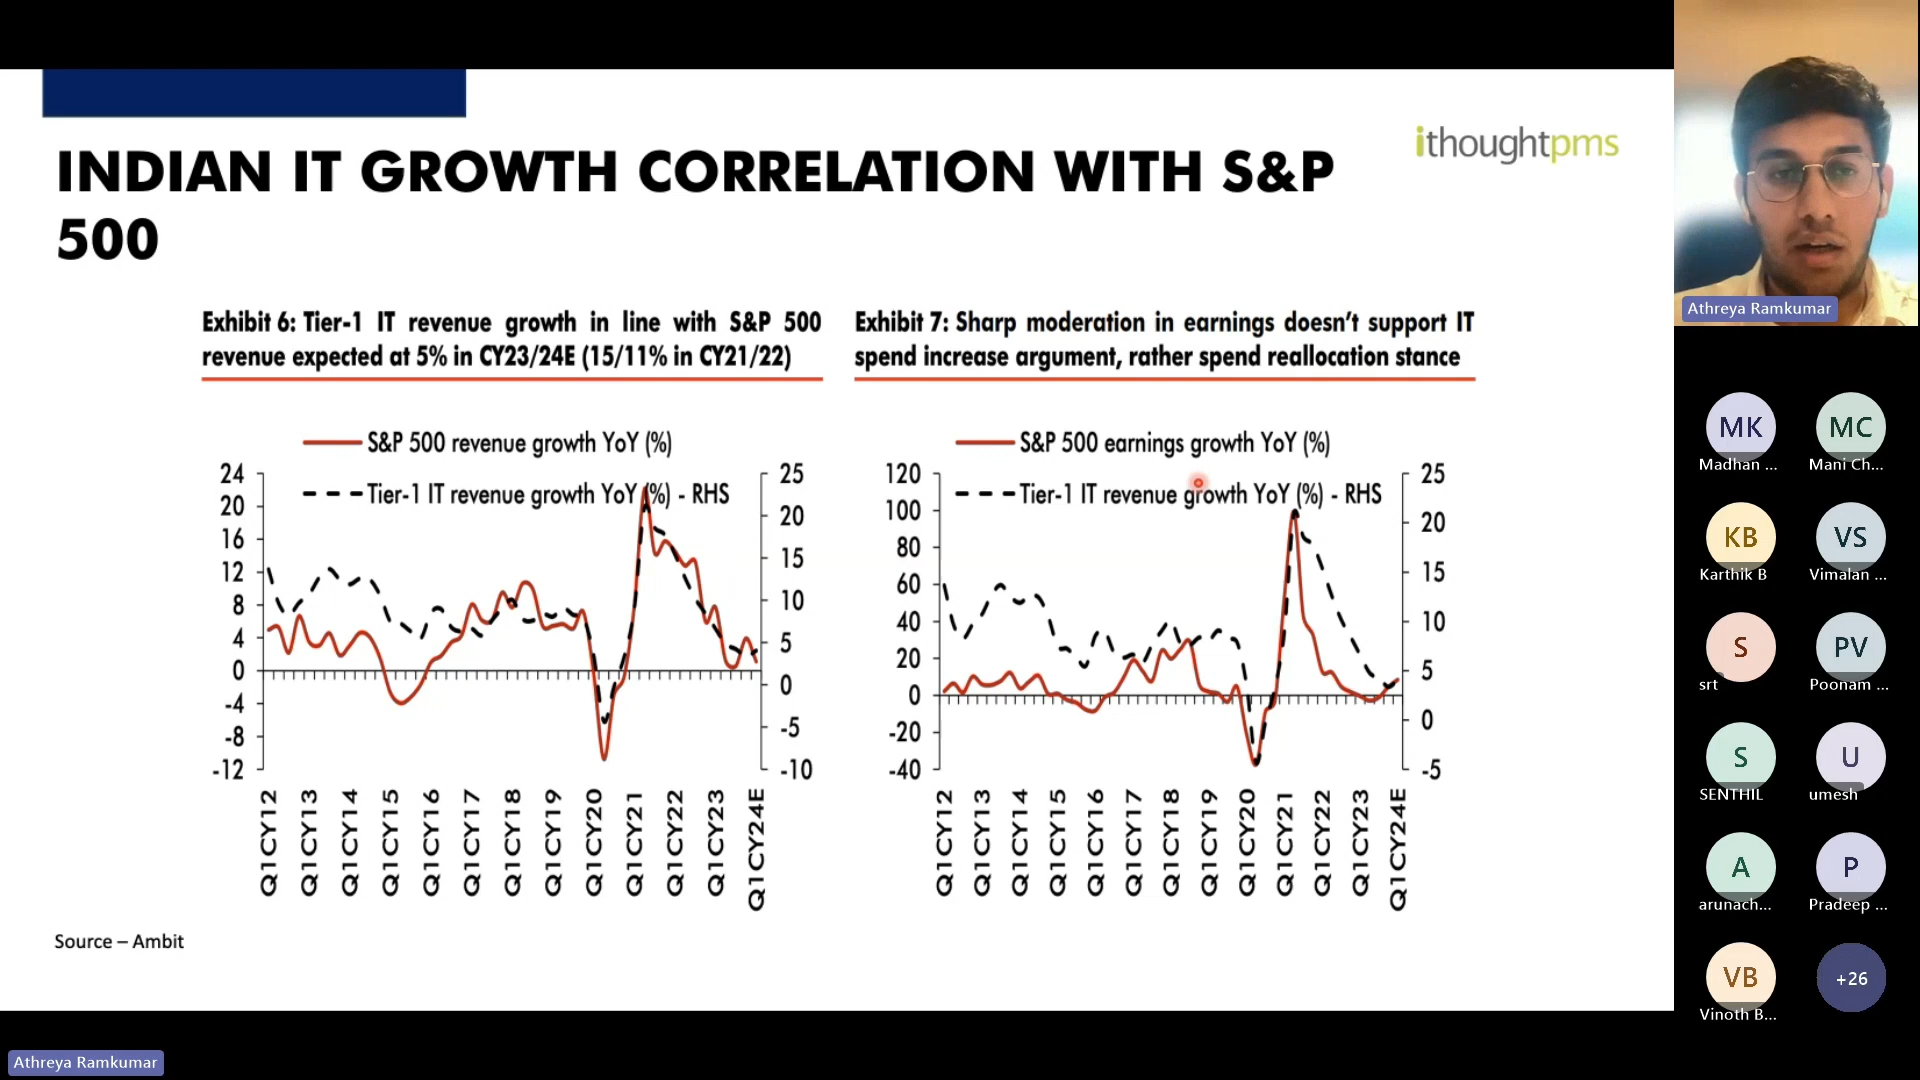 INDIAN IT GROWTH CORRELATION WITH S&P
500
ithoughtpms
Exhibit 6: Tier-1 IT revenue growth in line with S&P 500
revenue expected at 5% in CY23/24E (15/11% in CY21/22)
S&P 500 revenue growth YoY (%)
Tier-1 IT revenue growth YoY (%) - RHS
24
20
16
12
8
4
0
-4
-8
-12
25
20
15
10
5
0
-5
-10
Q1CY12
Q1CY13
Q1CY14
Q1CY15
Q1CY16
Q1CY17
Q1CY18
Q1CY19
Q1CY20
Q1CY21
Q1CY22
Q1CY23
Q1CY24E
Exhibit 7: Sharp moderation in earnings doesn't support IT
spend increase argument, rather spend reallocation stance
S&P 500 earnings growth YoY (%)
Tier-1 IT revenue growth YoY (%) - RHS
120
100
80
60
40
20
0
-20
-40
25
20
15
10
5
0
-5
Q1CY12
Q1CY13
Q1CY14
Q1CY15
Q1CY16
Q1CY17
Q1CY18
Q1CY19
Q1CY20
Q1CY21
Q1CY22
Q1CY23
Q1CY24E
Source – Ambit
Athreya Ramkumar
Athreya Ramkumar
MK
Madhan ...
MC
Mani Ch...
KB
Karthik B
VS
Vimalan ...
S
srt
PV
Poonam ...
S
SENTHIL
U
umesh
A
arunach...
P
Pradeep ...
VB
Vinoth B...
+26